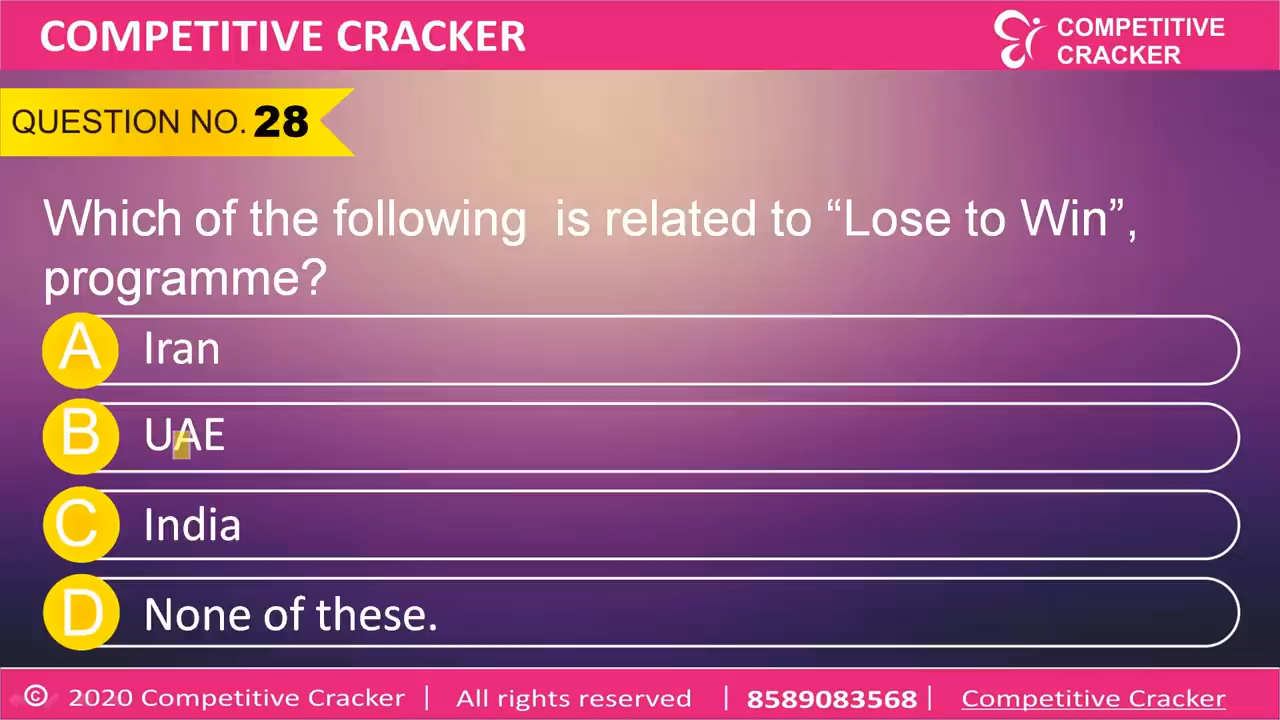 COMPETITIVE CRACKER
COMPETITIVE
CRACKER
QUESTION NO. 28
Which of the following is related to “Lose to Win”,
programme?
A Iran
B UAE
C India
D None of these.
© 2020 Competitive Cracker | All rights reserved | 8589083568 | Competitive Cracker